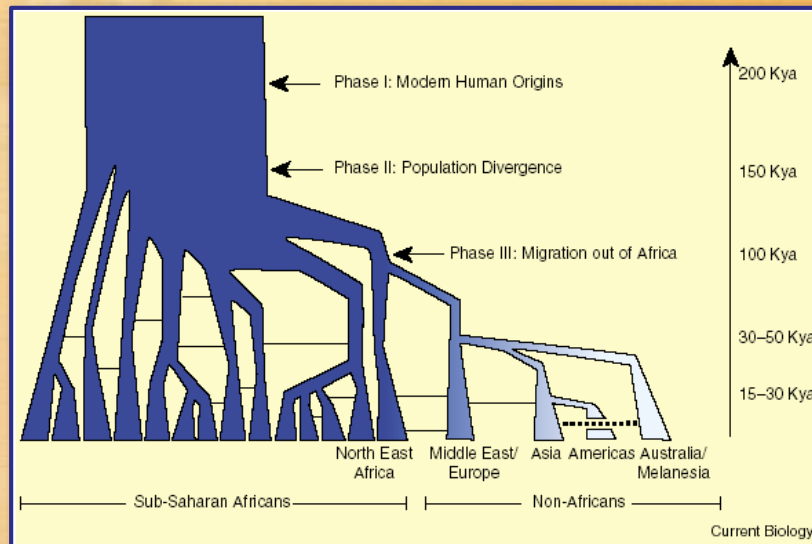 Phase I: Modern Human Origins
200 Kya
Phase II: Population Divergence
150 Kya
Phase III: Migration out of Africa
100 Kya
30–50 Kya
15–30 Kya
North East
Africa
Middle East/
Europe
Asia
Americas
Australia/
Melanesia
Sub-Saharan Africans
Non-Africans
Current Biology